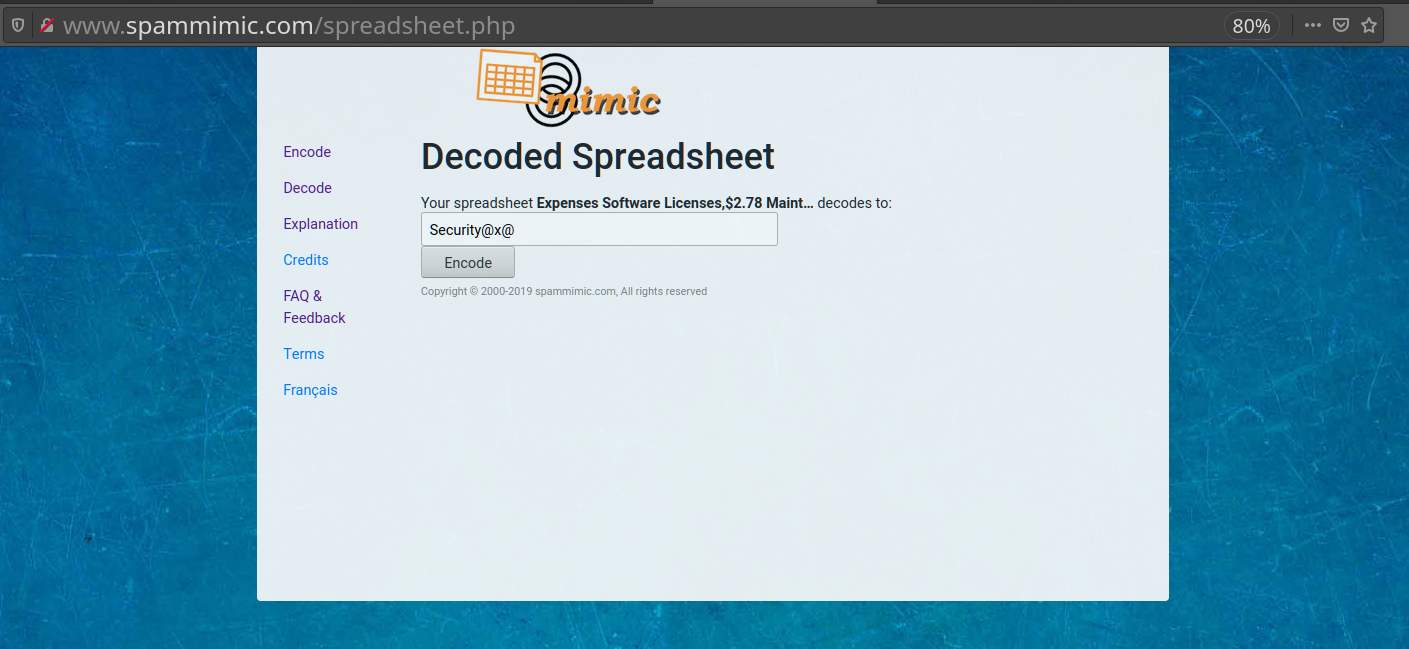 www.spammimic.com/spreadsheet.php
80%
mimic
Encode
Decode
Explanation
Credits
FAQ &
Feedback
Terms
Français
Decoded Spreadsheet
Your spreadsheet Expenses Software Licenses,$2.78 Maint... decodes to:
Security@x@
Encode
Copyright © 2000-2019 spammimic.com, All rights reserved